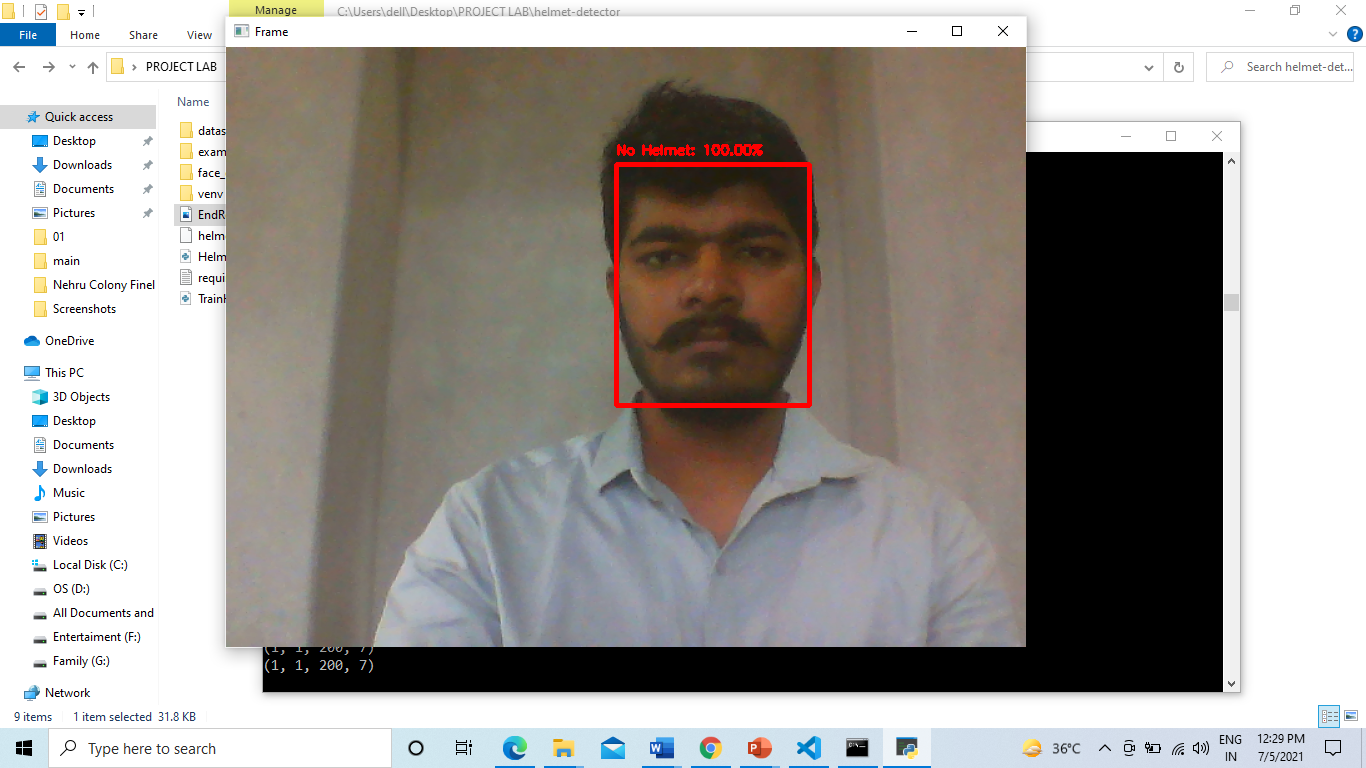 Manage
C:\Users\dell\Desktop\PROJECT LAB\helmet-detector
File
Home
Share
View
Frame
PROJECT LAB
Search helmet-det...
Name
Quick access
Desktop
Downloads
Documents
Pictures
01
main
Nehru Colony Finel
Screenshots
OneDrive
This PC
3D Objects
Desktop
Documents
Downloads
Music
Pictures
Videos
Local Disk (C:)
OS (D:)
All Documents and
Entertaiment (F:)
Family (G:)
Network
datas
exam
face_
venv
EndR
helm
Helm
requi
Train
No Helmet: 100.00%
(1, 1, 200, 7)
(1, 1, 200, 7)
9 items
1 item selected 31.8 KB
Type here to search
36°C
ENG
IN
12:29 PM
7/5/2021